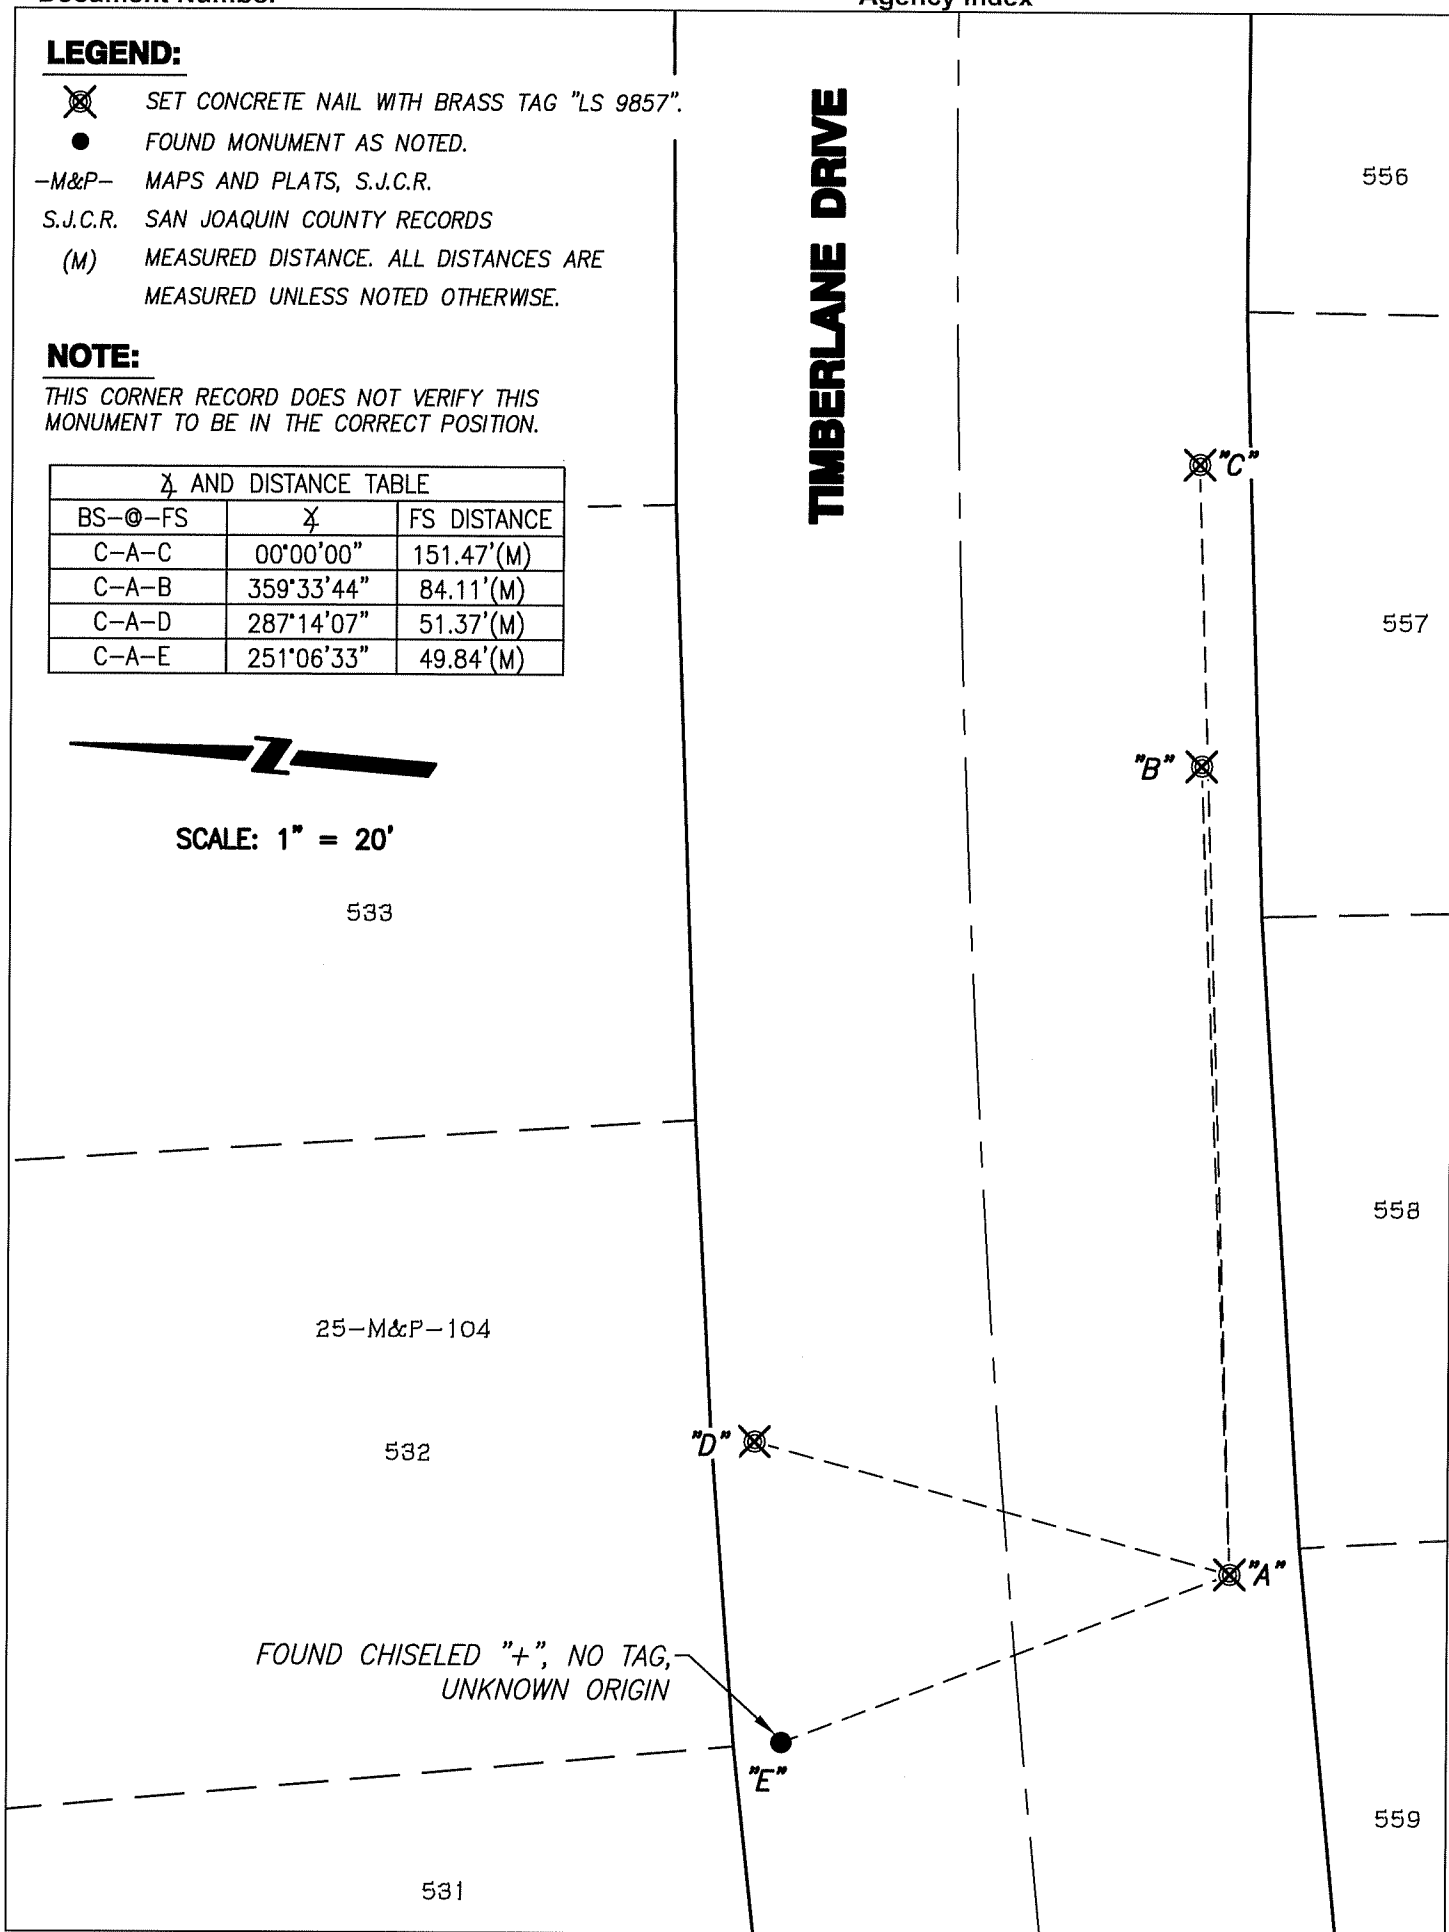 Document Number
Agency Index
LEGEND:
SET CONCRETE NAIL WITH BRASS TAG "LS 9857".
FOUND MONUMENT AS NOTED.
-M&P- MAPS AND PLATS, S.J.C.R.
S.J.C.R. SAN JOAQUIN COUNTY RECORDS
(M) MEASURED DISTANCE. ALL DISTANCES ARE
MEASURED UNLESS NOTED OTHERWISE.
NOTE:
THIS CORNER RECORD DOES NOT VERIFY THIS
MONUMENT TO BE IN THE CORRECT POSITION.
∡ AND DISTANCE TABLE
BS-@-FS ∡ FS DISTANCE
C-A-C 00°00'00" 151.47'(M)
C-A-B 359°33'44" 84.11'(M)
C-A-D 287°14'07" 51.37'(M)
C-A-E 251°06'33" 49.84'(M)
Z
SCALE: 1" = 20'
TIMBERLANE DRIVE
556
"C"
557
"B"
533
558
25-M&P-104
532
"D"
"A"
FOUND CHISELED "+", NO TAG,
UNKNOWN ORIGIN
"E"
559
531